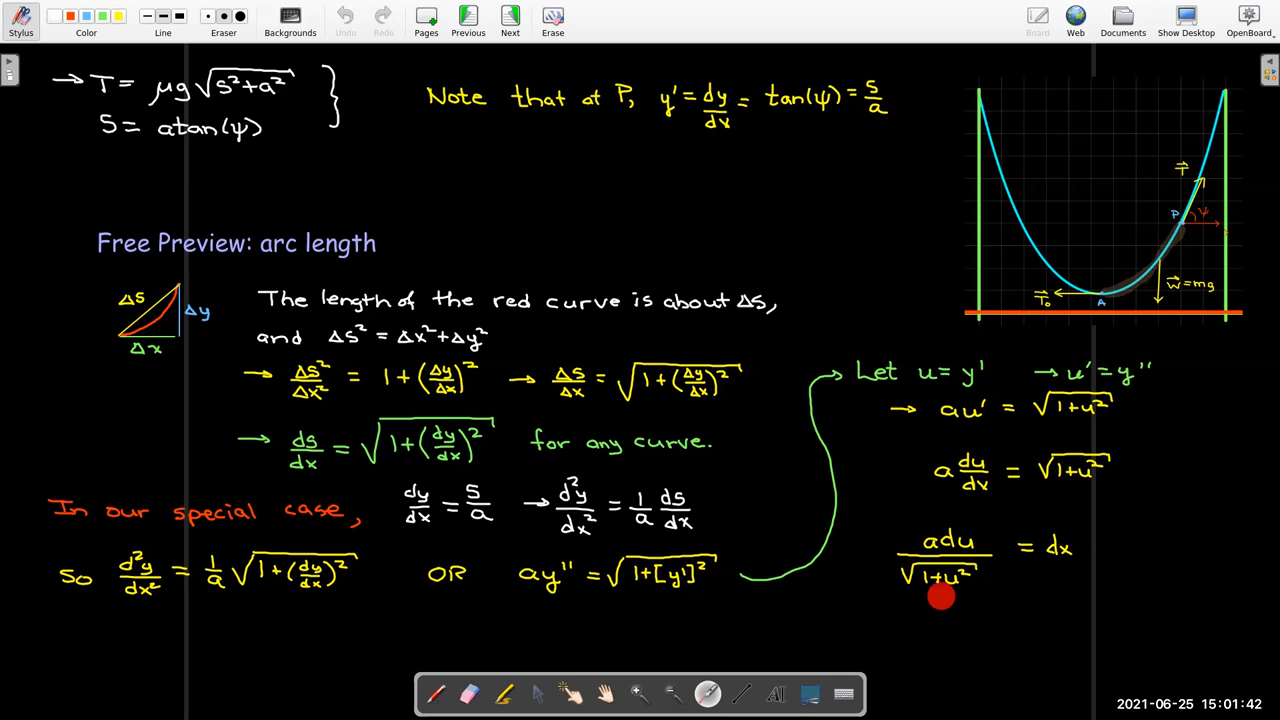 Stylus Color Line Eraser Backgrounds Undo Redo Pages Previous Next Erase Board Web Documents Show Desktop OpenBoard
→ T = μg√(s²+a²) }
S = atan(ψ)
Note that at P, y' = dy/dx = tan(ψ) = s/a
Free Preview: arc length
Δs Δy Δx
The length of the red curve is about Δs,
and Δs² = Δx²+Δy²
→ Δs²/Δx² = 1+(Δy/Δx)² → Δs/Δx = √(1+(Δy/Δx)²)
→ ds/dx = √(1+(dy/dx)²) for any curve.
In our special case, dy/dx = s/a → d²y/dx² = 1/a ds/dx
so d²y/dx² = 1/a √(1+(dy/dx)²) OR ay'' = √(1+[y']²)
→ Let u = y' → u' = y''
→ au' = √(1+u²)
a du/dx = √(1+u²)
adu/√(1+u²) = dx
T⃗
P ψ
W⃗=mg
T⃗₀
A
AI
2021-06-25 15:01:42